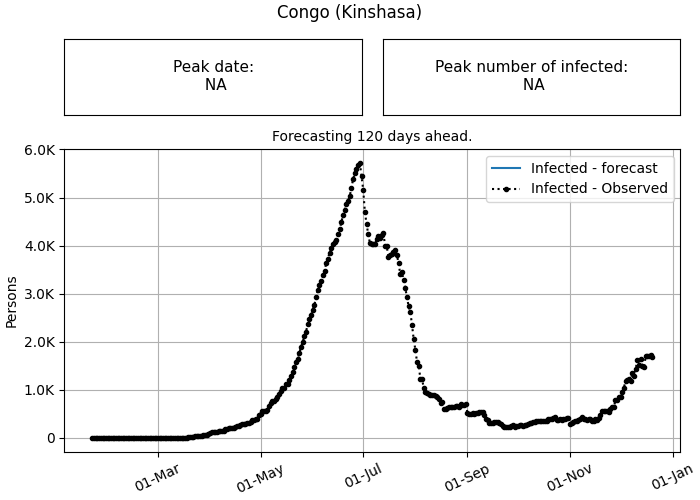 Congo (Kinshasa)
Peak date:
NA
Peak number of infected:
NA
Forecasting 120 days ahead.
6.0K
5.0K
4.0K
3.0K
2.0K
1.0K
0
Persons
Infected - forecast
Infected - Observed
01-Mar
01-May
01-Jul
01-Sep
01-Nov
01-Jan